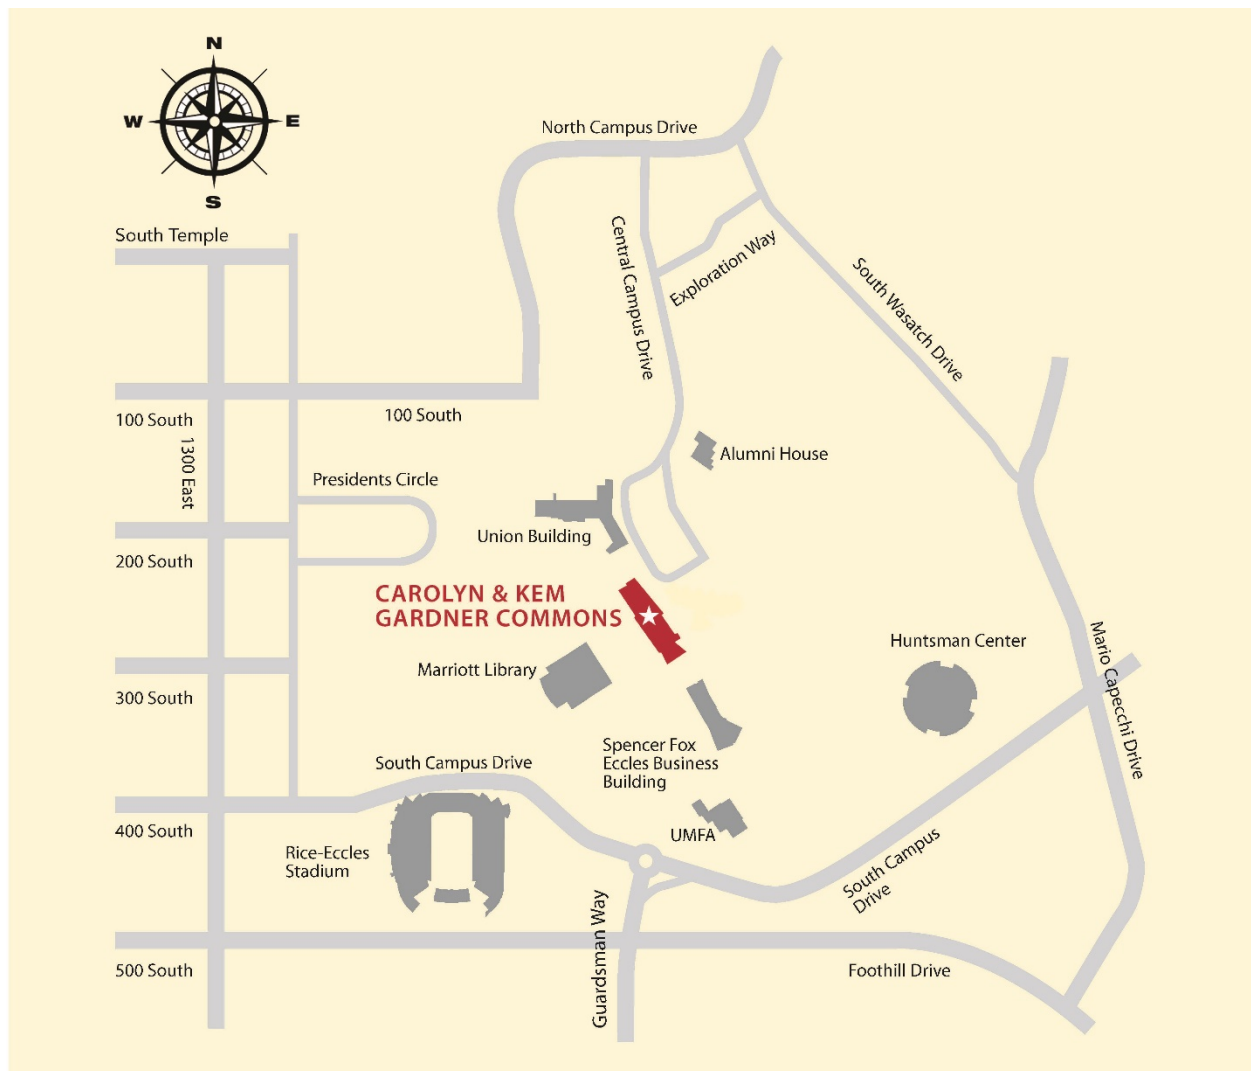 N
W
E
S
North Campus Drive
South Temple
Central Campus Drive
Exploration Way
South Wasatch Drive
100 South
100 South
1300 East
Alumni House
Presidents Circle
Union Building
200 South
CAROLYN & KEM
GARDNER COMMONS
Huntsman Center
Mario Capecchi Drive
Marriott Library
300 South
Spencer Fox
Eccles Business
Building
South Campus Drive
400 South
UMFA
Rice-Eccles
Stadium
South Campus
Drive
Guardsman Way
500 South
Foothill Drive